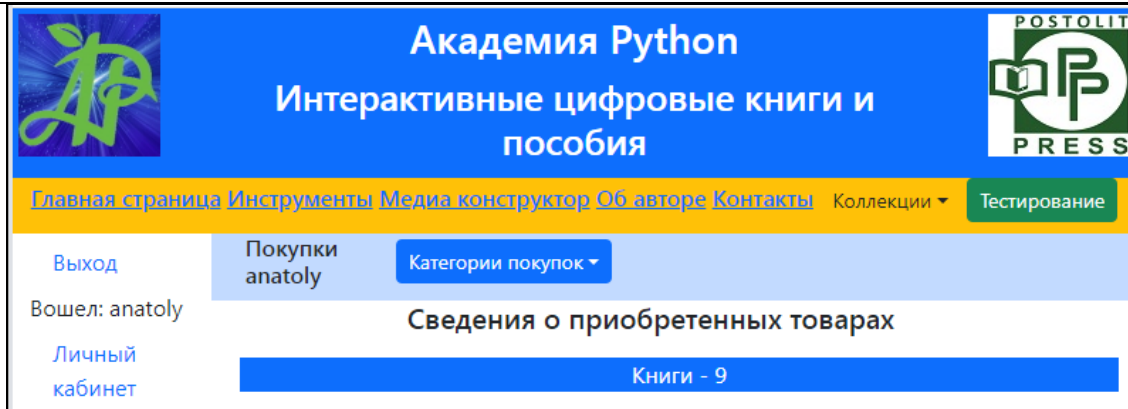 Академия Python
Интерактивные цифровые книги и
пособия
POSTOLIT
PP
PRESS
Главная страница Инструменты Медиа конструктор Об авторе Контакты Коллекции Тестирование
Выход
Покупки
anatoly
Категории покупок
Вошел: anatoly
Сведения о приобретенных товарах
Личный
кабинет
Книги - 9